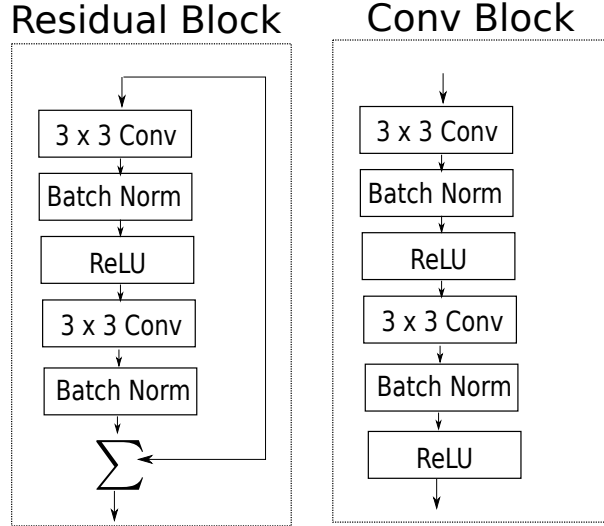 Residual Block
3 x 3 Conv
Batch Norm
ReLU
3 x 3 Conv
Batch Norm
Σ
Conv Block
3 x 3 Conv
Batch Norm
ReLU
3 x 3 Conv
Batch Norm
ReLU